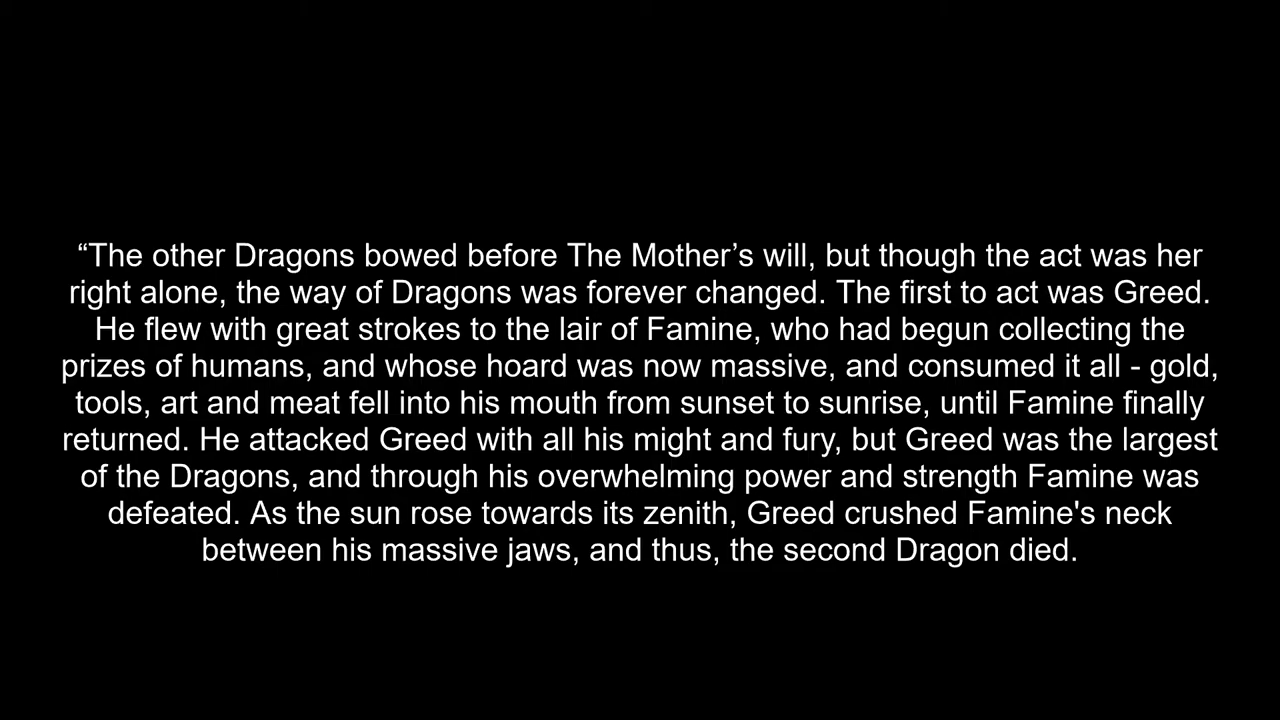 “The other Dragons bowed before The Mother’s will, but though the act was her
right alone, the way of Dragons was forever changed. The first to act was Greed.
He flew with great strokes to the lair of Famine, who had begun collecting the
prizes of humans, and whose hoard was now massive, and consumed it all - gold,
tools, art and meat fell into his mouth from sunset to sunrise, until Famine finally
returned. He attacked Greed with all his might and fury, but Greed was the largest
of the Dragons, and through his overwhelming power and strength Famine was
defeated. As the sun rose towards its zenith, Greed crushed Famine's neck
between his massive jaws, and thus, the second Dragon died.